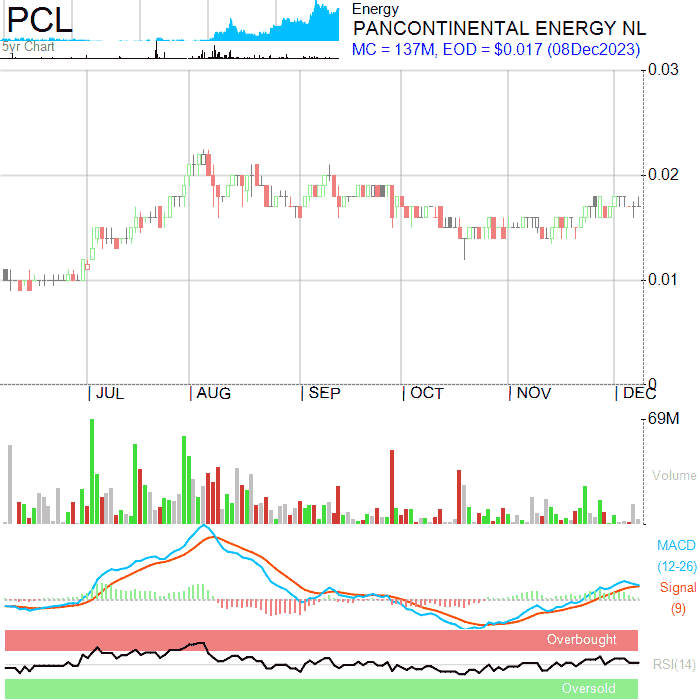 PCL
5yr Chart
Energy
PANCONTINENTAL ENERGY NL
MC = 137M, EOD = $0.017 (08Dec2023)
0.03
0.02
0.01
0
JUL AUG SEP OCT NOV DEC
69M
Volume
MACD
(12-26)
Signal
(9)
Overbought
RSI(14)
Oversold